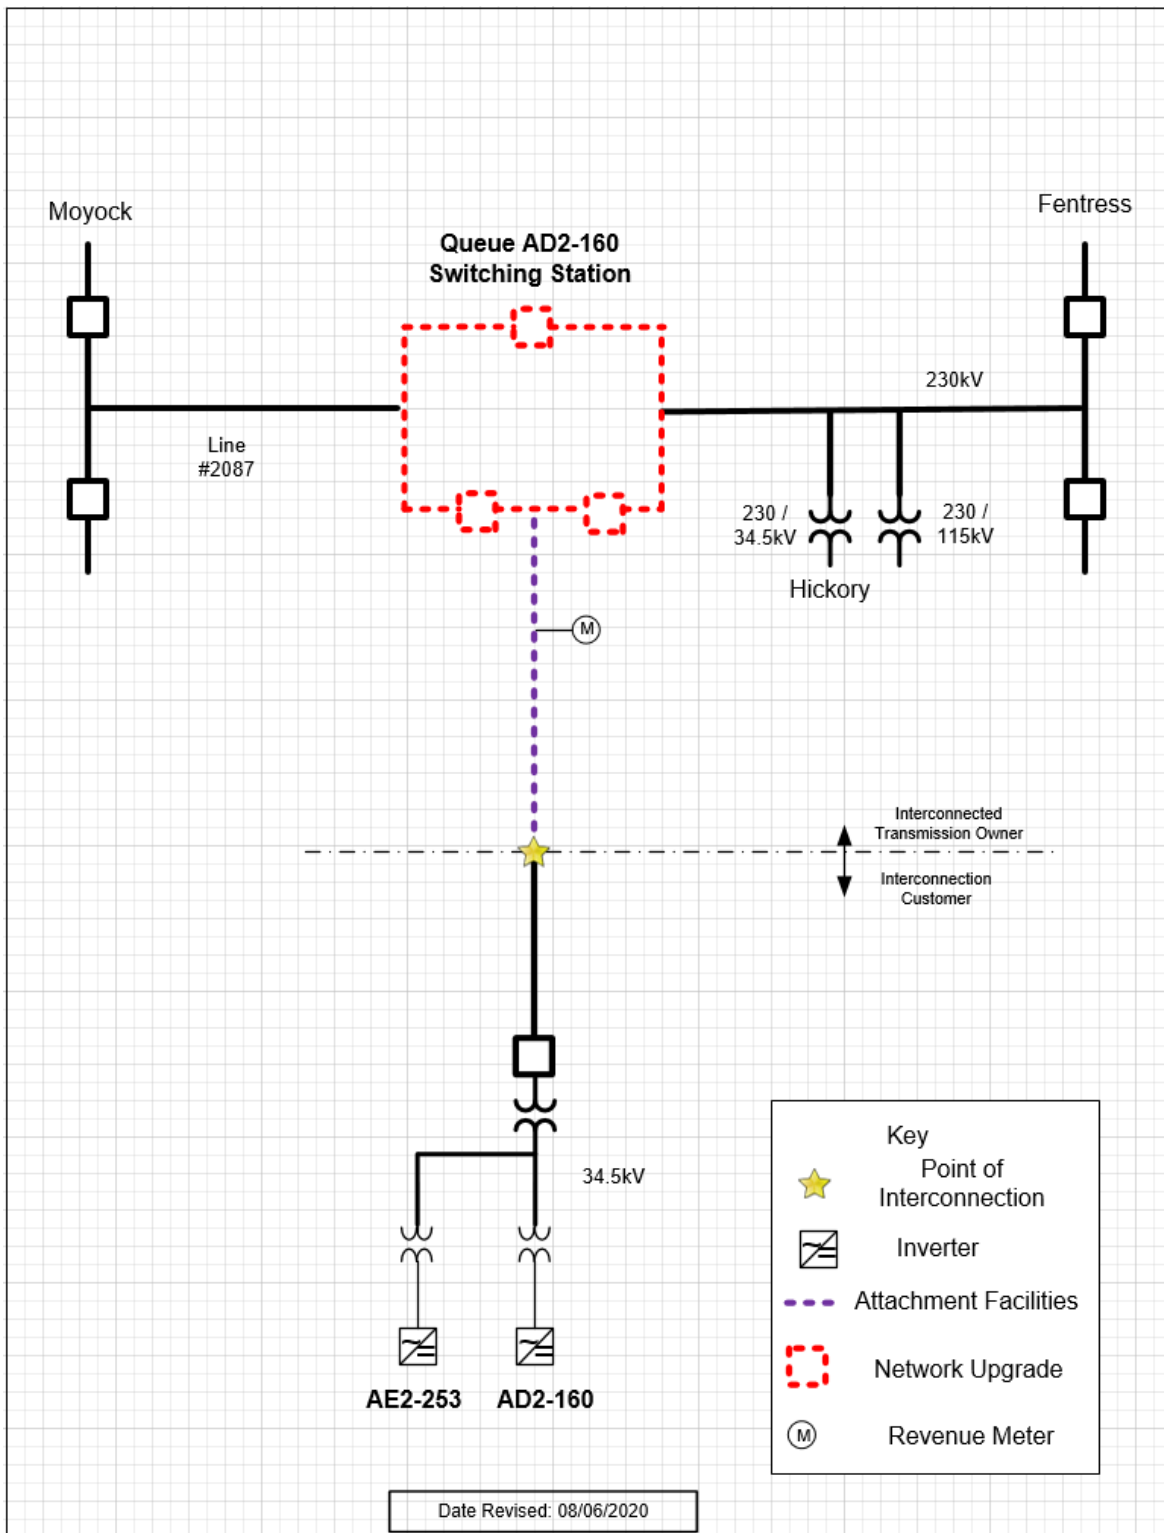 Moyock
Fentress
Queue AD2-160
Switching Station
230kV
Line
#2087
230 /
34.5kV
230 /
115kV
Hickory
M
Interconnected
Transmission Owner
Interconnection
Customer
34.5kV
AE2-253
AD2-160
Key
Point of
Interconnection
Inverter
Attachment Facilities
Network Upgrade
M
Revenue Meter
Date Revised: 08/06/2020